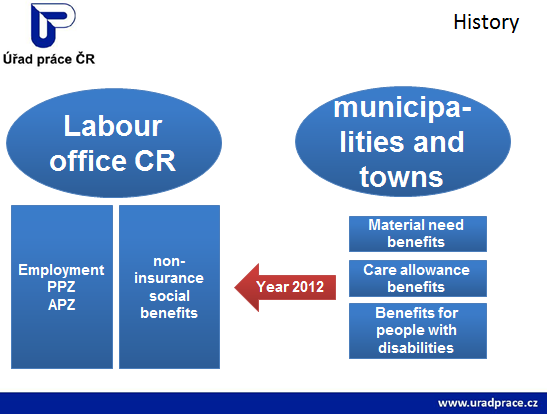 History
Úřad práce ČR
Labour
office CR
municipa-
lities and
towns
Employment
PPZ
APZ
non-
insurance
social
benefits
Year 2012
Material need
benefits
Care allowance
benefits
Benefits for
people with
disabilities
www.uradprace.cz